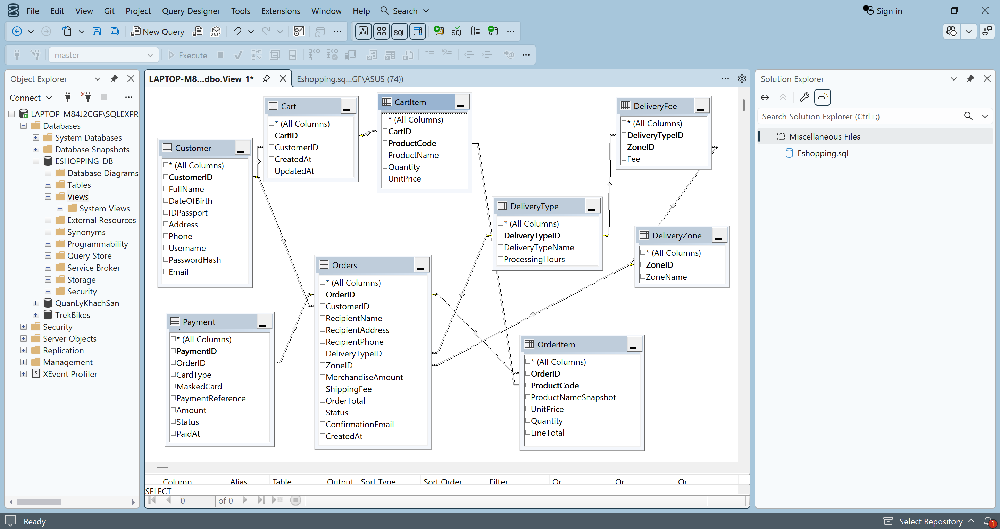 File Edit View Git Project Query Designer Tools Extensions Window Help Search Sign in
New Query DAX SQL SQL
master Execute
Object Explorer
Connect
LAPTOP-M84J2CGF\SQLEXPR
Databases
System Databases
Database Snapshots
ESHOPPING_DB
Database Diagrams
Tables
Views
System Views
External Resources
Synonyms
Programmability
Query Store
Service Broker
Storage
Security
QuanLyKhachSan
TrekBikes
Security
Server Objects
Replication
Management
XEvent Profiler
LAPTOP-M8...dbo.View_1* Eshopping.sq...GF\ASUS (74))
Customer
* (All Columns)
CustomerID
FullName
DateOfBirth
IDPassport
Address
Phone
Username
PasswordHash
Email
Cart
* (All Columns)
CartID
CustomerID
CreatedAt
UpdatedAt
CartItem
* (All Columns)
CartID
ProductCode
ProductName
Quantity
UnitPrice
DeliveryFee
* (All Columns)
DeliveryTypeID
ZoneID
Fee
DeliveryType
* (All Columns)
DeliveryTypeID
DeliveryTypeName
ProcessingHours
DeliveryZone
* (All Columns)
ZoneID
ZoneName
Payment
* (All Columns)
PaymentID
OrderID
CardType
MaskedCard
PaymentReference
Amount
Status
PaidAt
Orders
* (All Columns)
OrderID
CustomerID
RecipientName
RecipientAddress
RecipientPhone
DeliveryTypeID
ZoneID
MerchandiseAmount
ShippingFee
OrderTotal
Status
ConfirmationEmail
CreatedAt
OrderItem
* (All Columns)
OrderID
ProductCode
ProductNameSnapshot
UnitPrice
Quantity
LineTotal
Column Alias Table Output Sort Type Sort Order Filter Or Or Or
SELECT
0 of 0
Solution Explorer
Search Solution Explorer (Ctrl+;)
Miscellaneous Files
Eshopping.sql
Ready Select Repository 1